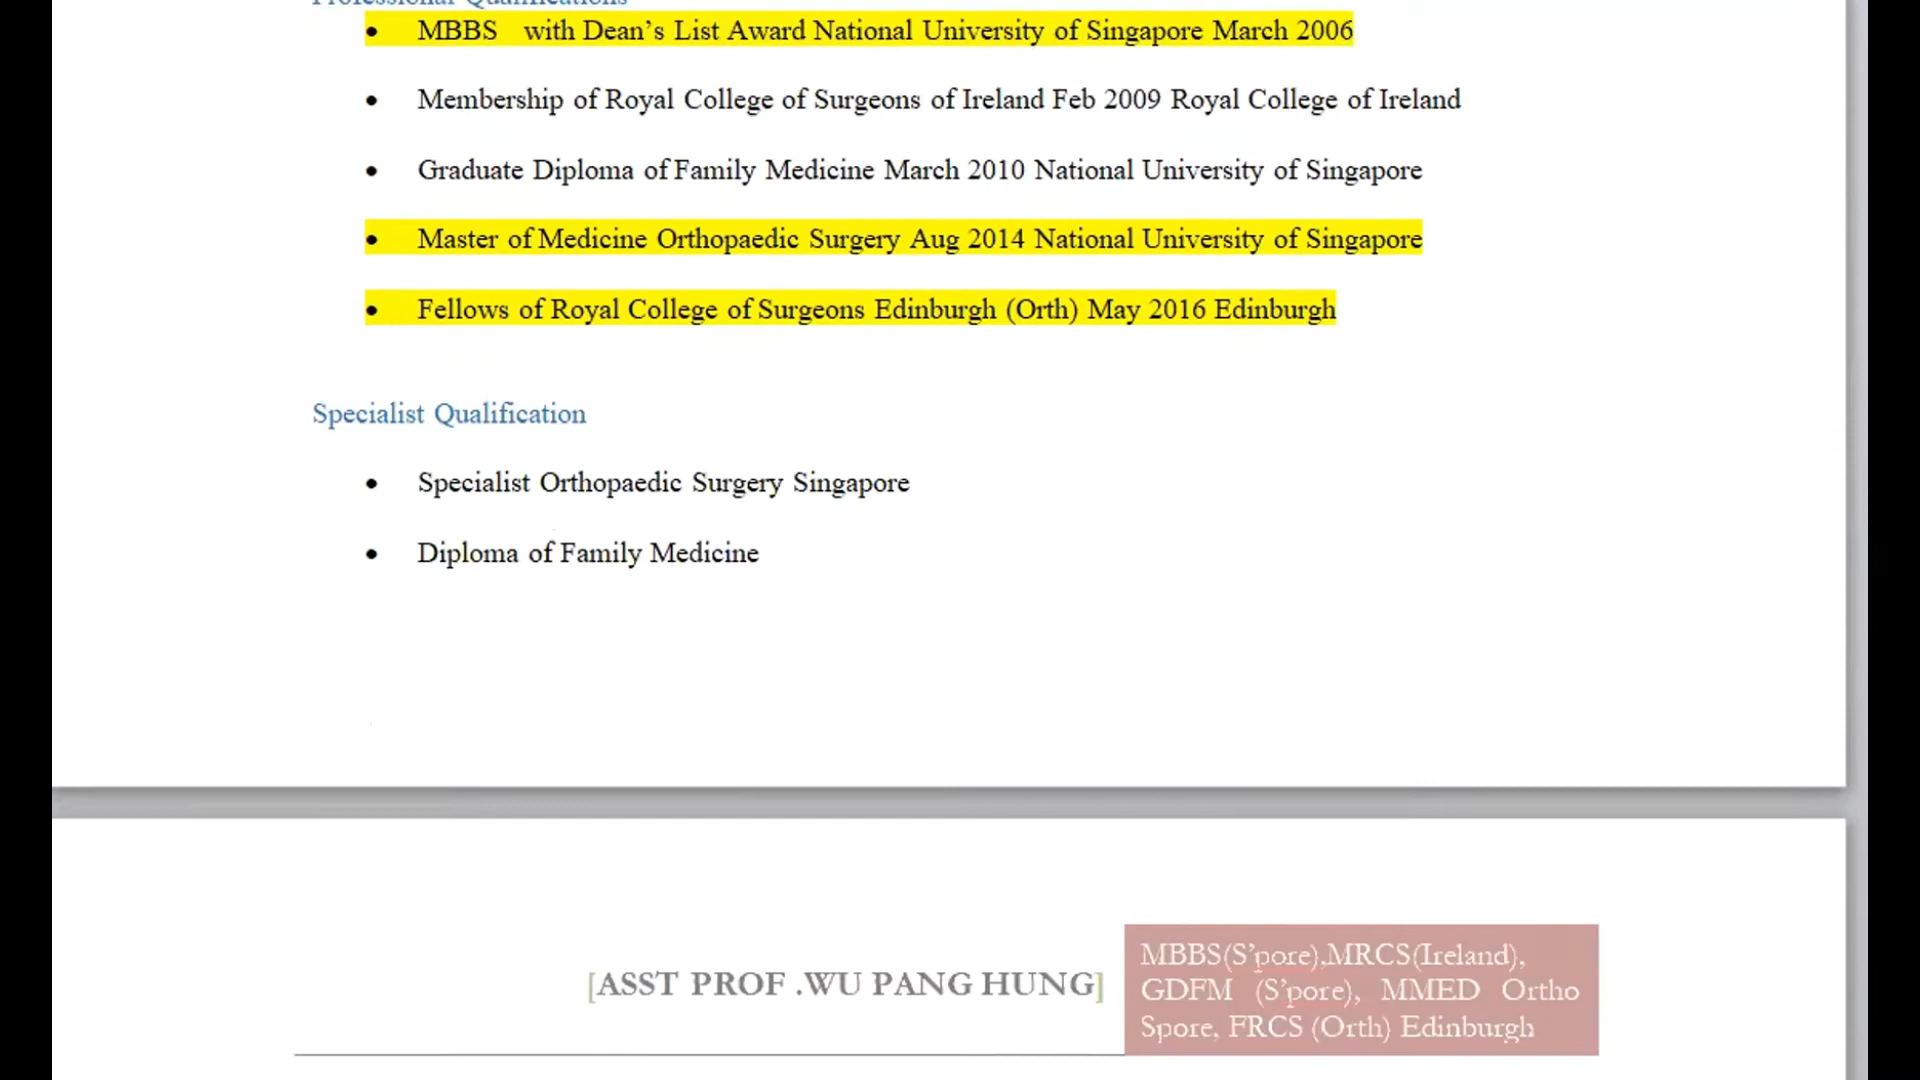 Professional Qualifications
• MBBS with Dean’s List Award National University of Singapore March 2006
• Membership of Royal College of Surgeons of Ireland Feb 2009 Royal College of Ireland
• Graduate Diploma of Family Medicine March 2010 National University of Singapore
• Master of Medicine Orthopaedic Surgery Aug 2014 National University of Singapore
• Fellows of Royal College of Surgeons Edinburgh (Orth) May 2016 Edinburgh
Specialist Qualification
• Specialist Orthopaedic Surgery Singapore
• Diploma of Family Medicine
[ASST PROF .WU PANG HUNG]
MBBS(S’pore),MRCS(Ireland),
GDFM (S’pore), MMED Ortho
Spore, FRCS (Orth) Edinburgh